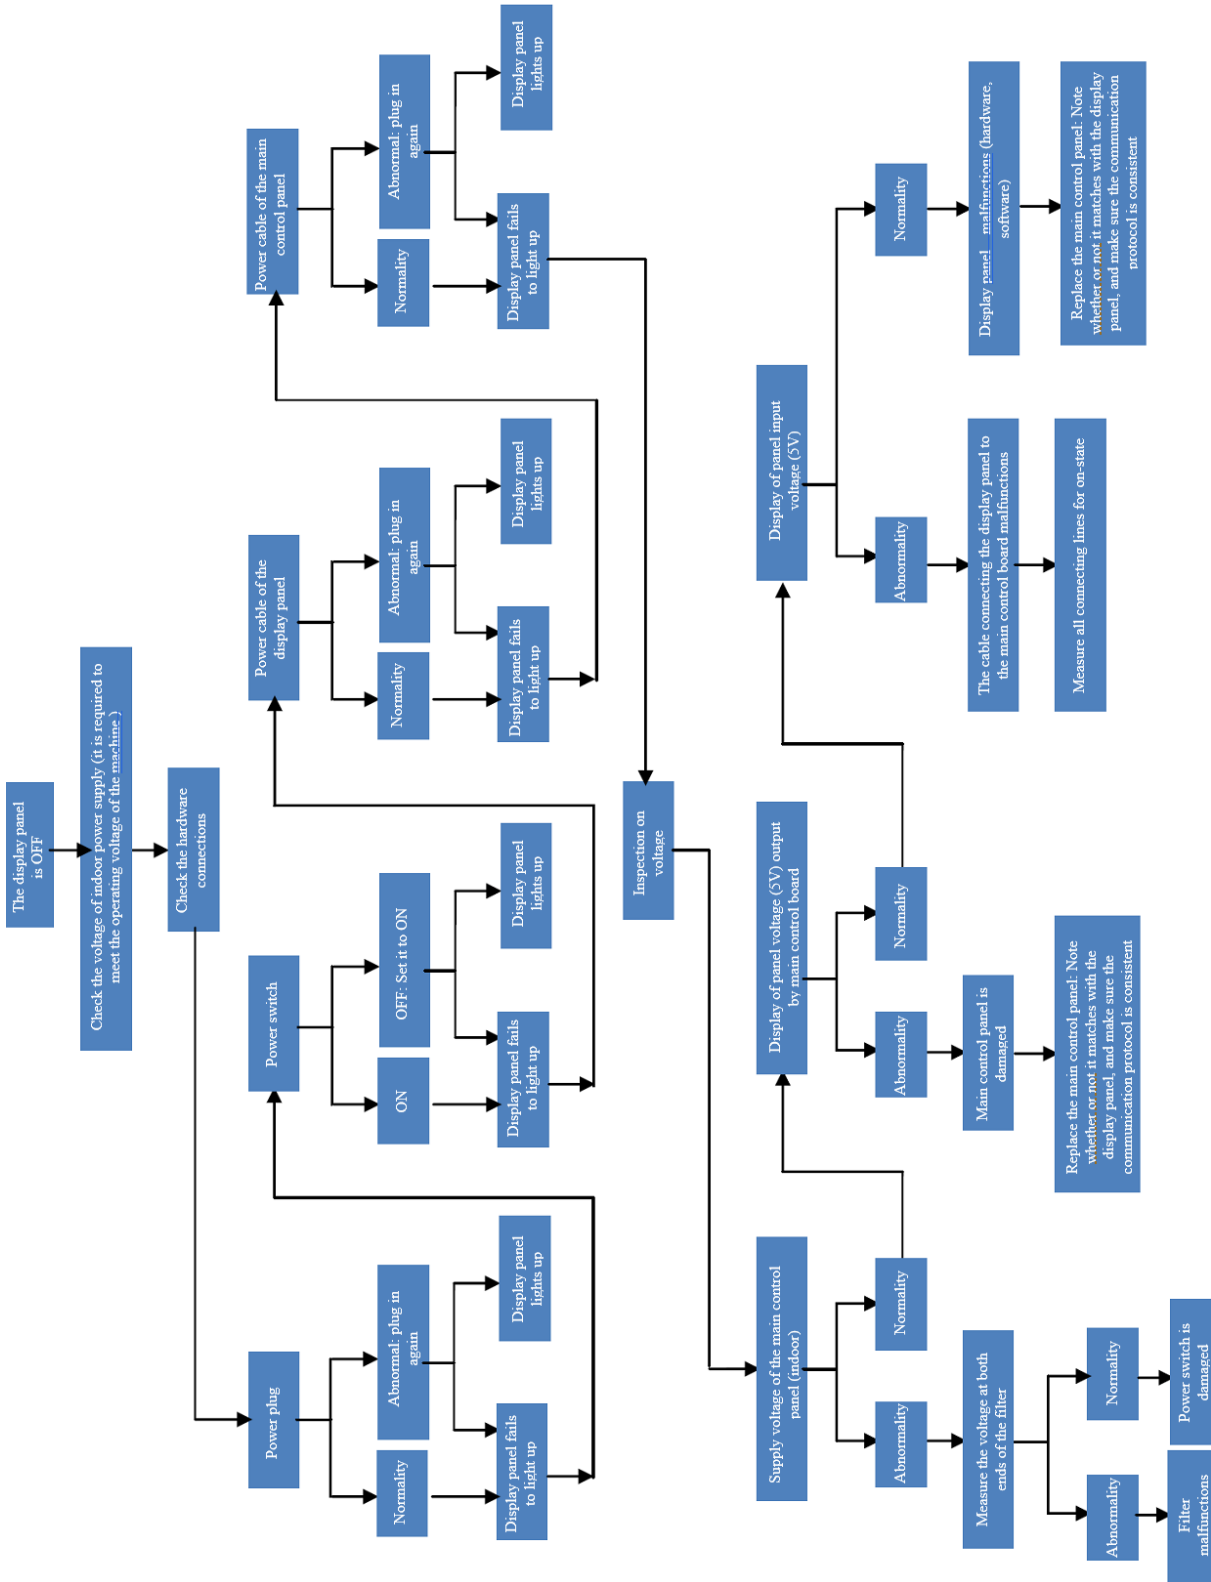 The display panel
is OFF
Check the voltage of indoor power supply (it is required to
meet the operating voltage of the machine.)
Check the hardware
connections
Power plug
Normality
Abnormal: plug in
again
Display panel fails
to light up
Display panel
lights up
Power switch
ON
OFF: Set it to ON
Display panel fails
to light up
Display panel
lights up
Power cable of the
display panel
Normality
Abnormal: plug in
again
Display panel fails
to light up
Display panel
lights up
Power cable of the main
control panel
Normality
Abnormal: plug in
again
Display panel fails
to light up
Display panel
lights up
Inspection on
voltage
Supply voltage of the main control
panel (indoor)
Abnormality
Normality
Measure the voltage at both
ends of the filter
Abnormality
Normality
Filter
malfunctions
Power switch is
damaged
Display of panel voltage (5V) output
by main control board
Abnormality
Normality
Main control panel is
damaged
Replace the main control panel: Note
whether or not it matches with the
display panel, and make sure the
communication protocol is consistent
Display of panel input
voltage (5V)
Abnormality
Normality
The cable connecting the display panel to
the main control board malfunctions
Measure all connecting lines for on-state
Display panel malfunctions (hardware,
software)
Replace the main control panel: Note
whether or not it matches with the display
panel, and make sure the communication
protocol is consistent